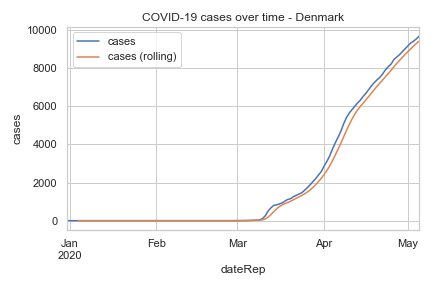 COVID-19 cases over time - Denmark
cases
cases (rolling)
10000
8000
6000
4000
2000
0
cases
Jan Feb Mar Apr May
2020
dateRep